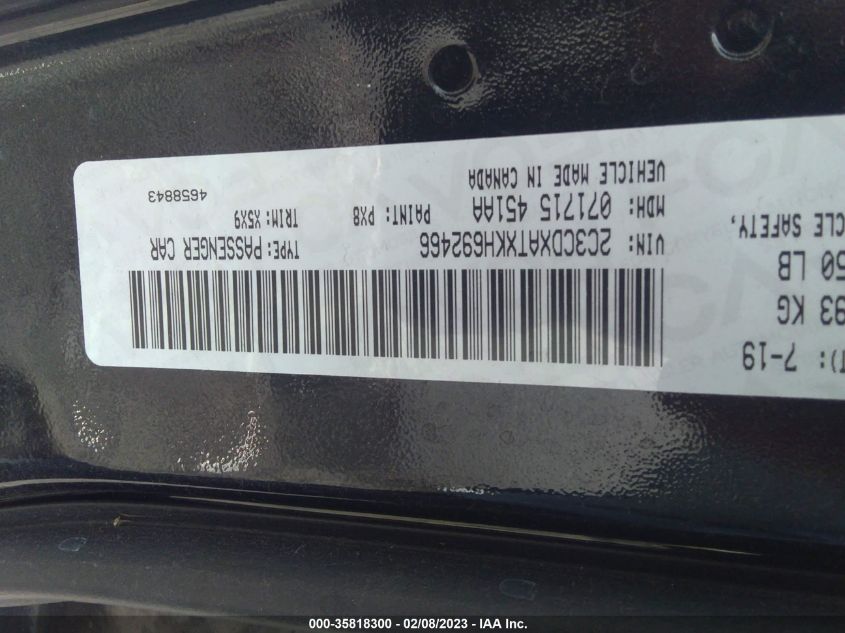 T): 7-19
93 KG
50 LB
CLE SAFETY,
VIN: 2C3CDXATXKH692466
TYPE: PASSENGER CAR
MDH: 071715 451AA
PAINT: PX8
TRIM: X5X9
VEHICLE MADE IN CANADA
4658843
000-35818300 - 02/08/2023 - IAA Inc.